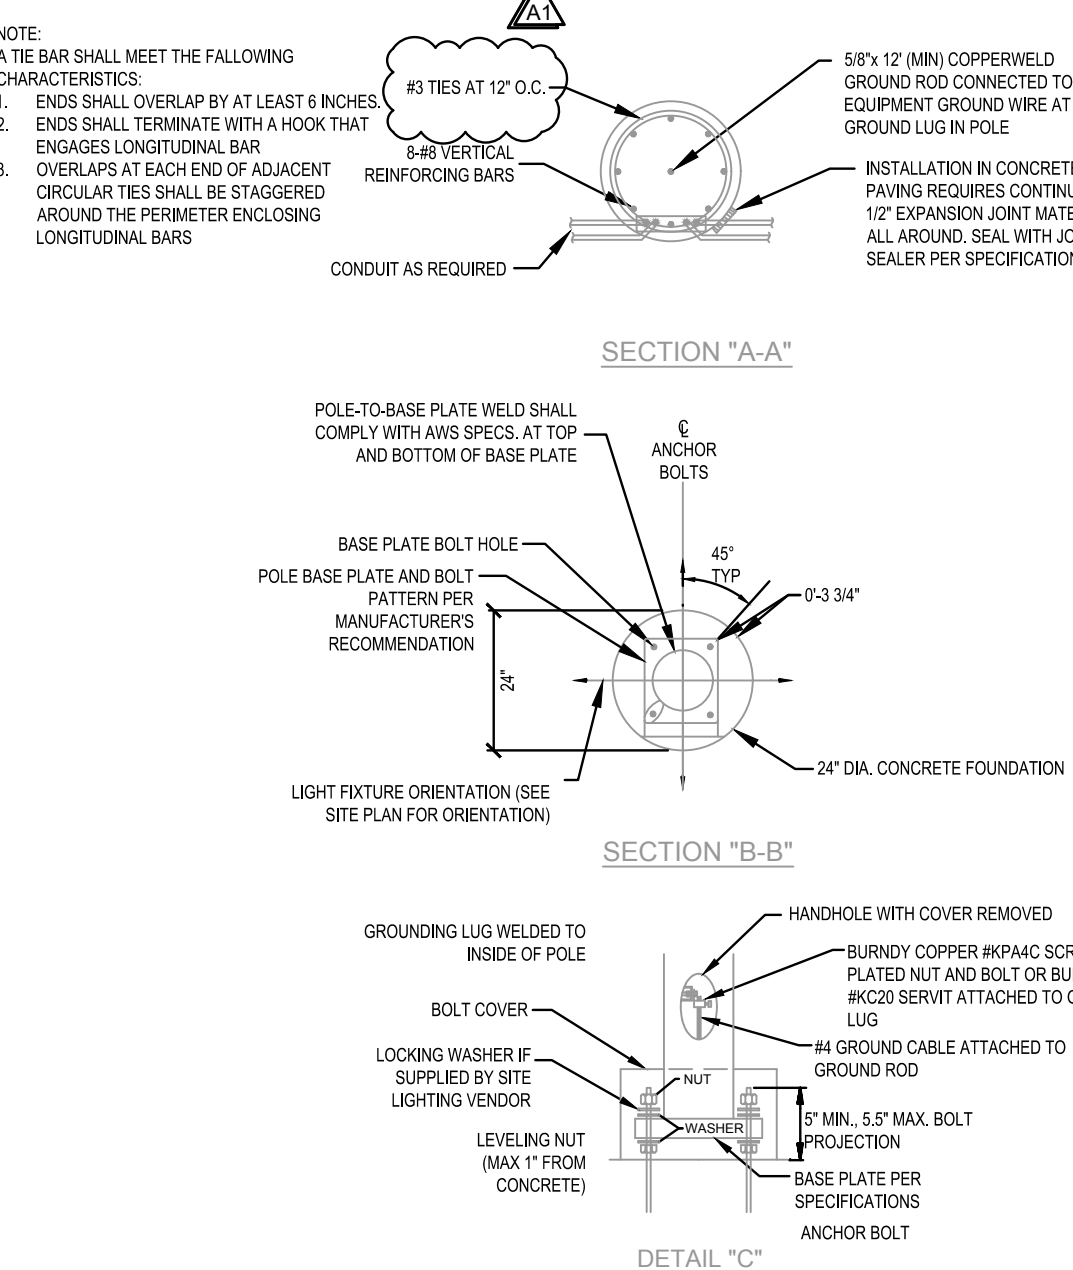 NOTE:
A TIE BAR SHALL MEET THE FALLOWING
CHARACTERISTICS:
1. ENDS SHALL OVERLAP BY AT LEAST 6 INCHES.
2. ENDS SHALL TERMINATE WITH A HOOK THAT
ENGAGES LONGITUDINAL BAR
3. OVERLAPS AT EACH END OF ADJACENT
CIRCULAR TIES SHALL BE STAGGERED
AROUND THE PERIMETER ENCLOSING
LONGITUDINAL BARS
A1
#3 TIES AT 12" O.C.
8-#8 VERTICAL
REINFORCING BARS
CONDUIT AS REQUIRED
5/8"x 12' (MIN) COPPERWELD
GROUND ROD CONNECTED TO
EQUIPMENT GROUND WIRE AT
GROUND LUG IN POLE
INSTALLATION IN CONCRETE
PAVING REQUIRES CONTINU
1/2" EXPANSION JOINT MATE
ALL AROUND. SEAL WITH JO
SEALER PER SPECIFICATION
SECTION "A-A"
POLE-TO-BASE PLATE WELD SHALL
COMPLY WITH AWS SPECS. AT TOP
AND BOTTOM OF BASE PLATE
℄
ANCHOR
BOLTS
BASE PLATE BOLT HOLE
POLE BASE PLATE AND BOLT
PATTERN PER
MANUFACTURER'S
RECOMMENDATION
45°
TYP
0'-3 3/4"
24"
24" DIA. CONCRETE FOUNDATION
LIGHT FIXTURE ORIENTATION (SEE
SITE PLAN FOR ORIENTATION)
SECTION "B-B"
GROUNDING LUG WELDED TO
INSIDE OF POLE
BOLT COVER
LOCKING WASHER IF
SUPPLIED BY SITE
LIGHTING VENDOR
LEVELING NUT
(MAX 1" FROM
CONCRETE)
HANDHOLE WITH COVER REMOVED
BURNDY COPPER #KPA4C SCR
PLATED NUT AND BOLT OR BU
#KC20 SERVIT ATTACHED TO G
LUG
#4 GROUND CABLE ATTACHED TO
GROUND ROD
NUT
WASHER
5" MIN., 5.5" MAX. BOLT
PROJECTION
BASE PLATE PER
SPECIFICATIONS
ANCHOR BOLT
DETAIL "C"